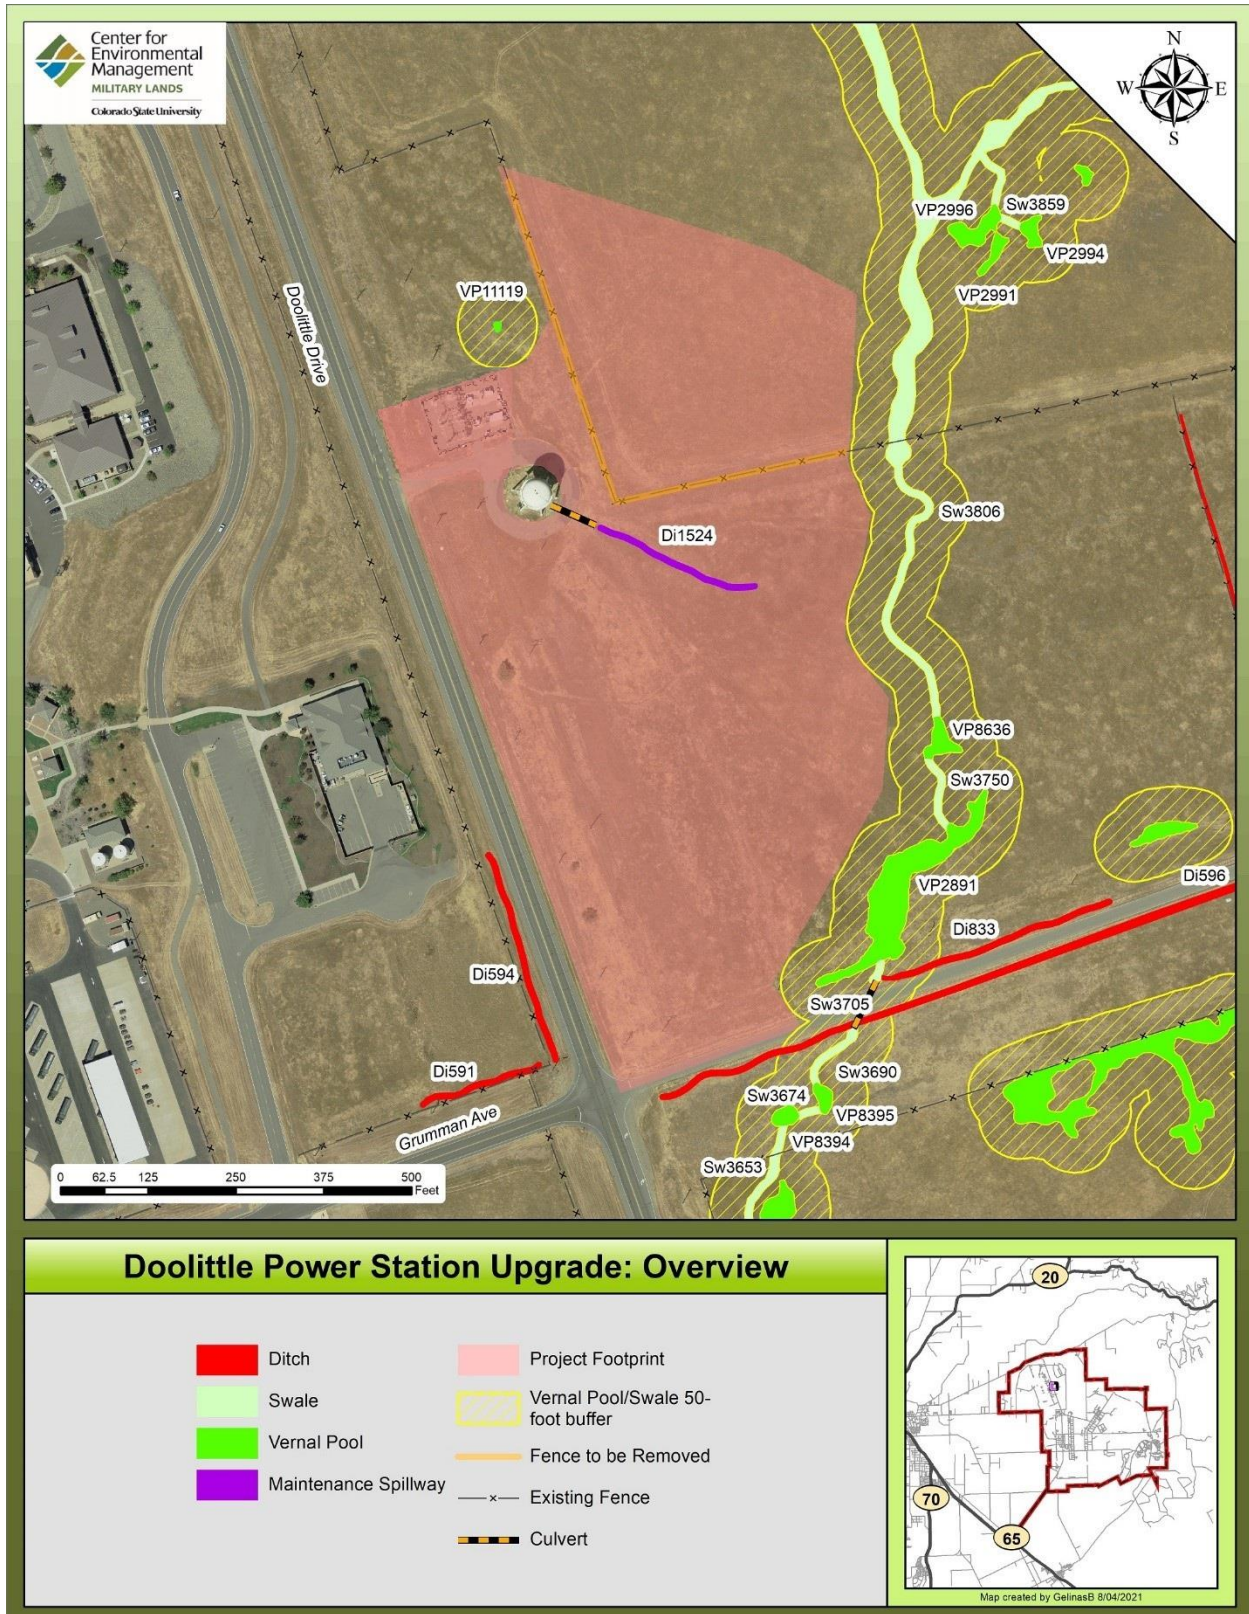 Center for
Environmental
Management
MILITARY LANDS
Colorado State University
N
W
E
S
VP2996
Sw3859
VP2994
VP2991
VP11119
Doolittle Drive
Sw3806
Di1524
VP8636
Sw3750
VP2891
Di596
Di833
Di594
Sw3705
Di591
Sw3690
Sw3674
VP8395
Grumman Ave
VP8394
Sw3653
0 62.5 125 250 375 500
Feet
Doolittle Power Station Upgrade: Overview
Ditch
Swale
Vernal Pool
Maintenance Spillway
Project Footprint
Vernal Pool/Swale 50-
foot buffer
Fence to be Removed
Existing Fence
Culvert
20
70
65
Map created by GelinasB 8/04/2021